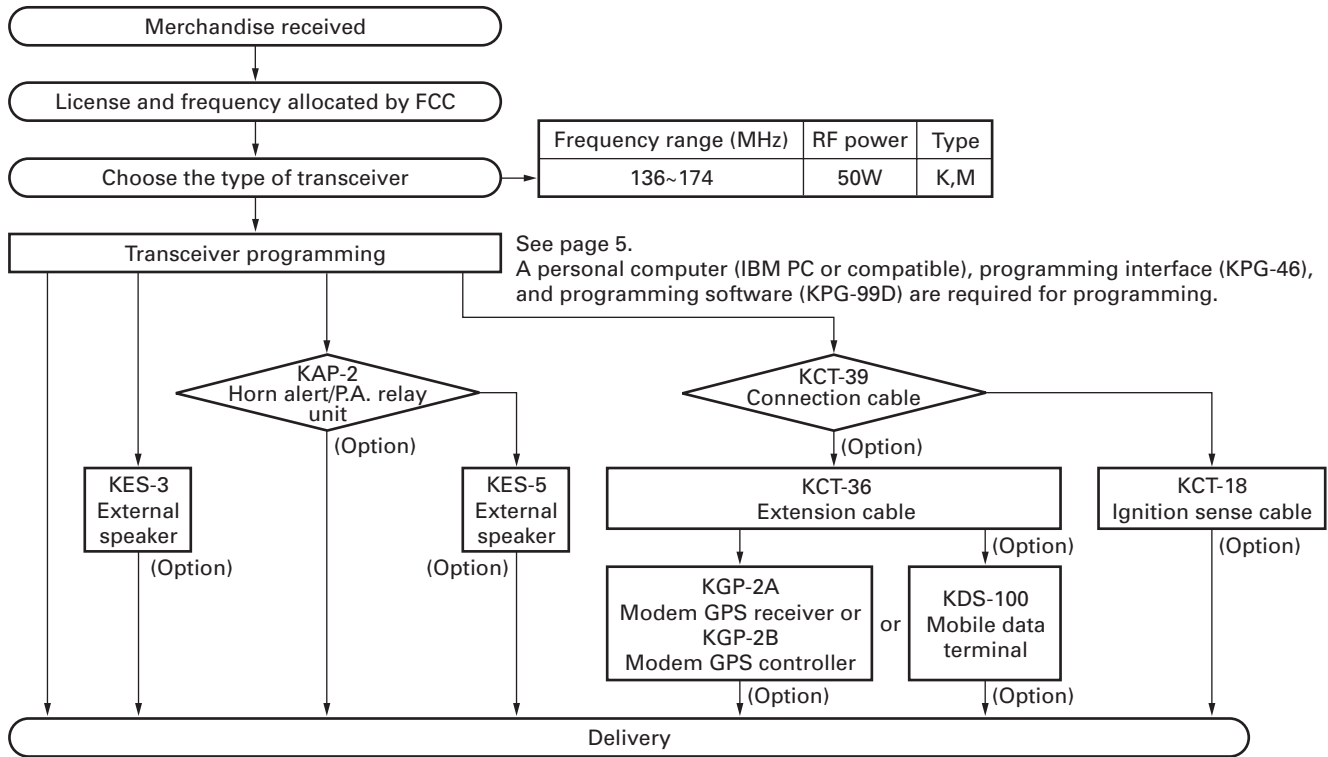 Merchandise received
License and frequency allocated by FCC
Choose the type of transceiver
Frequency range (MHz) RF power Type
136~174 50W K,M
Transceiver programming
See page 5.
A personal computer (IBM PC or compatible), programming interface (KPG-46),
and programming software (KPG-99D) are required for programming.
KAP-2
Horn alert/P.A. relay
unit
(Option)
KCT-39
Connection cable
(Option)
KES-3
External
speaker
(Option)
KES-5
External
speaker
(Option)
KCT-36
Extension cable
(Option)
KCT-18
Ignition sense cable
(Option)
KGP-2A
Modem GPS receiver or
KGP-2B
Modem GPS controller
(Option)
or
KDS-100
Mobile data
terminal
(Option)
Delivery